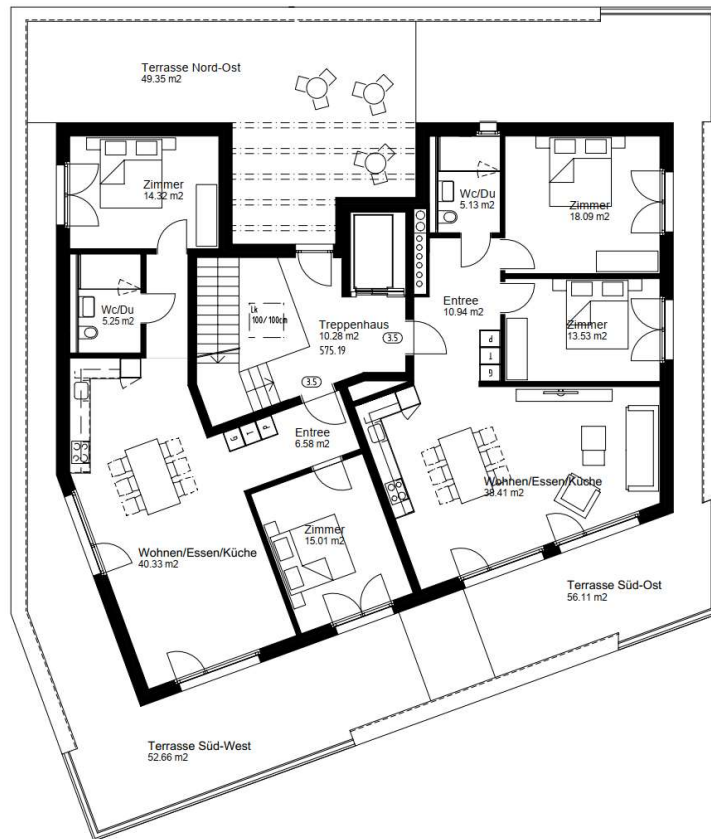 Terrasse Nord-Ost
49.35 m2
Zimmer
14.32 m2
Wc/Du
5.13 m2
Zimmer
18.09 m2
Wc/Du
5.25 m2
Lk
100/100cm
Treppenhaus
10.28 m2
575.19
3.5
3.5
Entree
10.94 m2
Zimmer
13.53 m2
P
T
G
G
T
P
Entree
6.58 m2
Wohnen/Essen/Küche
38.41 m2
Zimmer
15.01 m2
Wohnen/Essen/Küche
40.33 m2
Terrasse Süd-Ost
56.11 m2
Terrasse Süd-West
52.66 m2